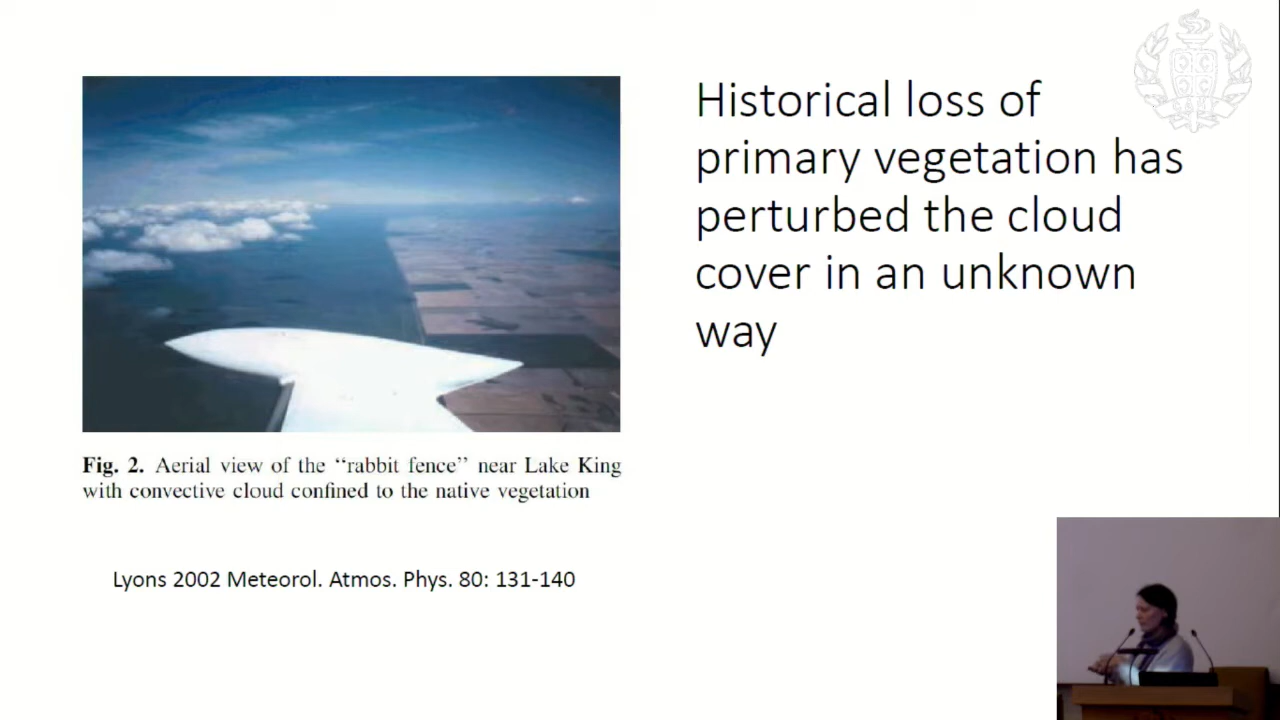 Historical loss of
primary vegetation has
perturbed the cloud
cover in an unknown
way
Fig. 2. Aerial view of the ‘‘rabbit fence’’ near Lake King
with convective cloud confined to the native vegetation
Lyons 2002 Meteorol. Atmos. Phys. 80: 131-140